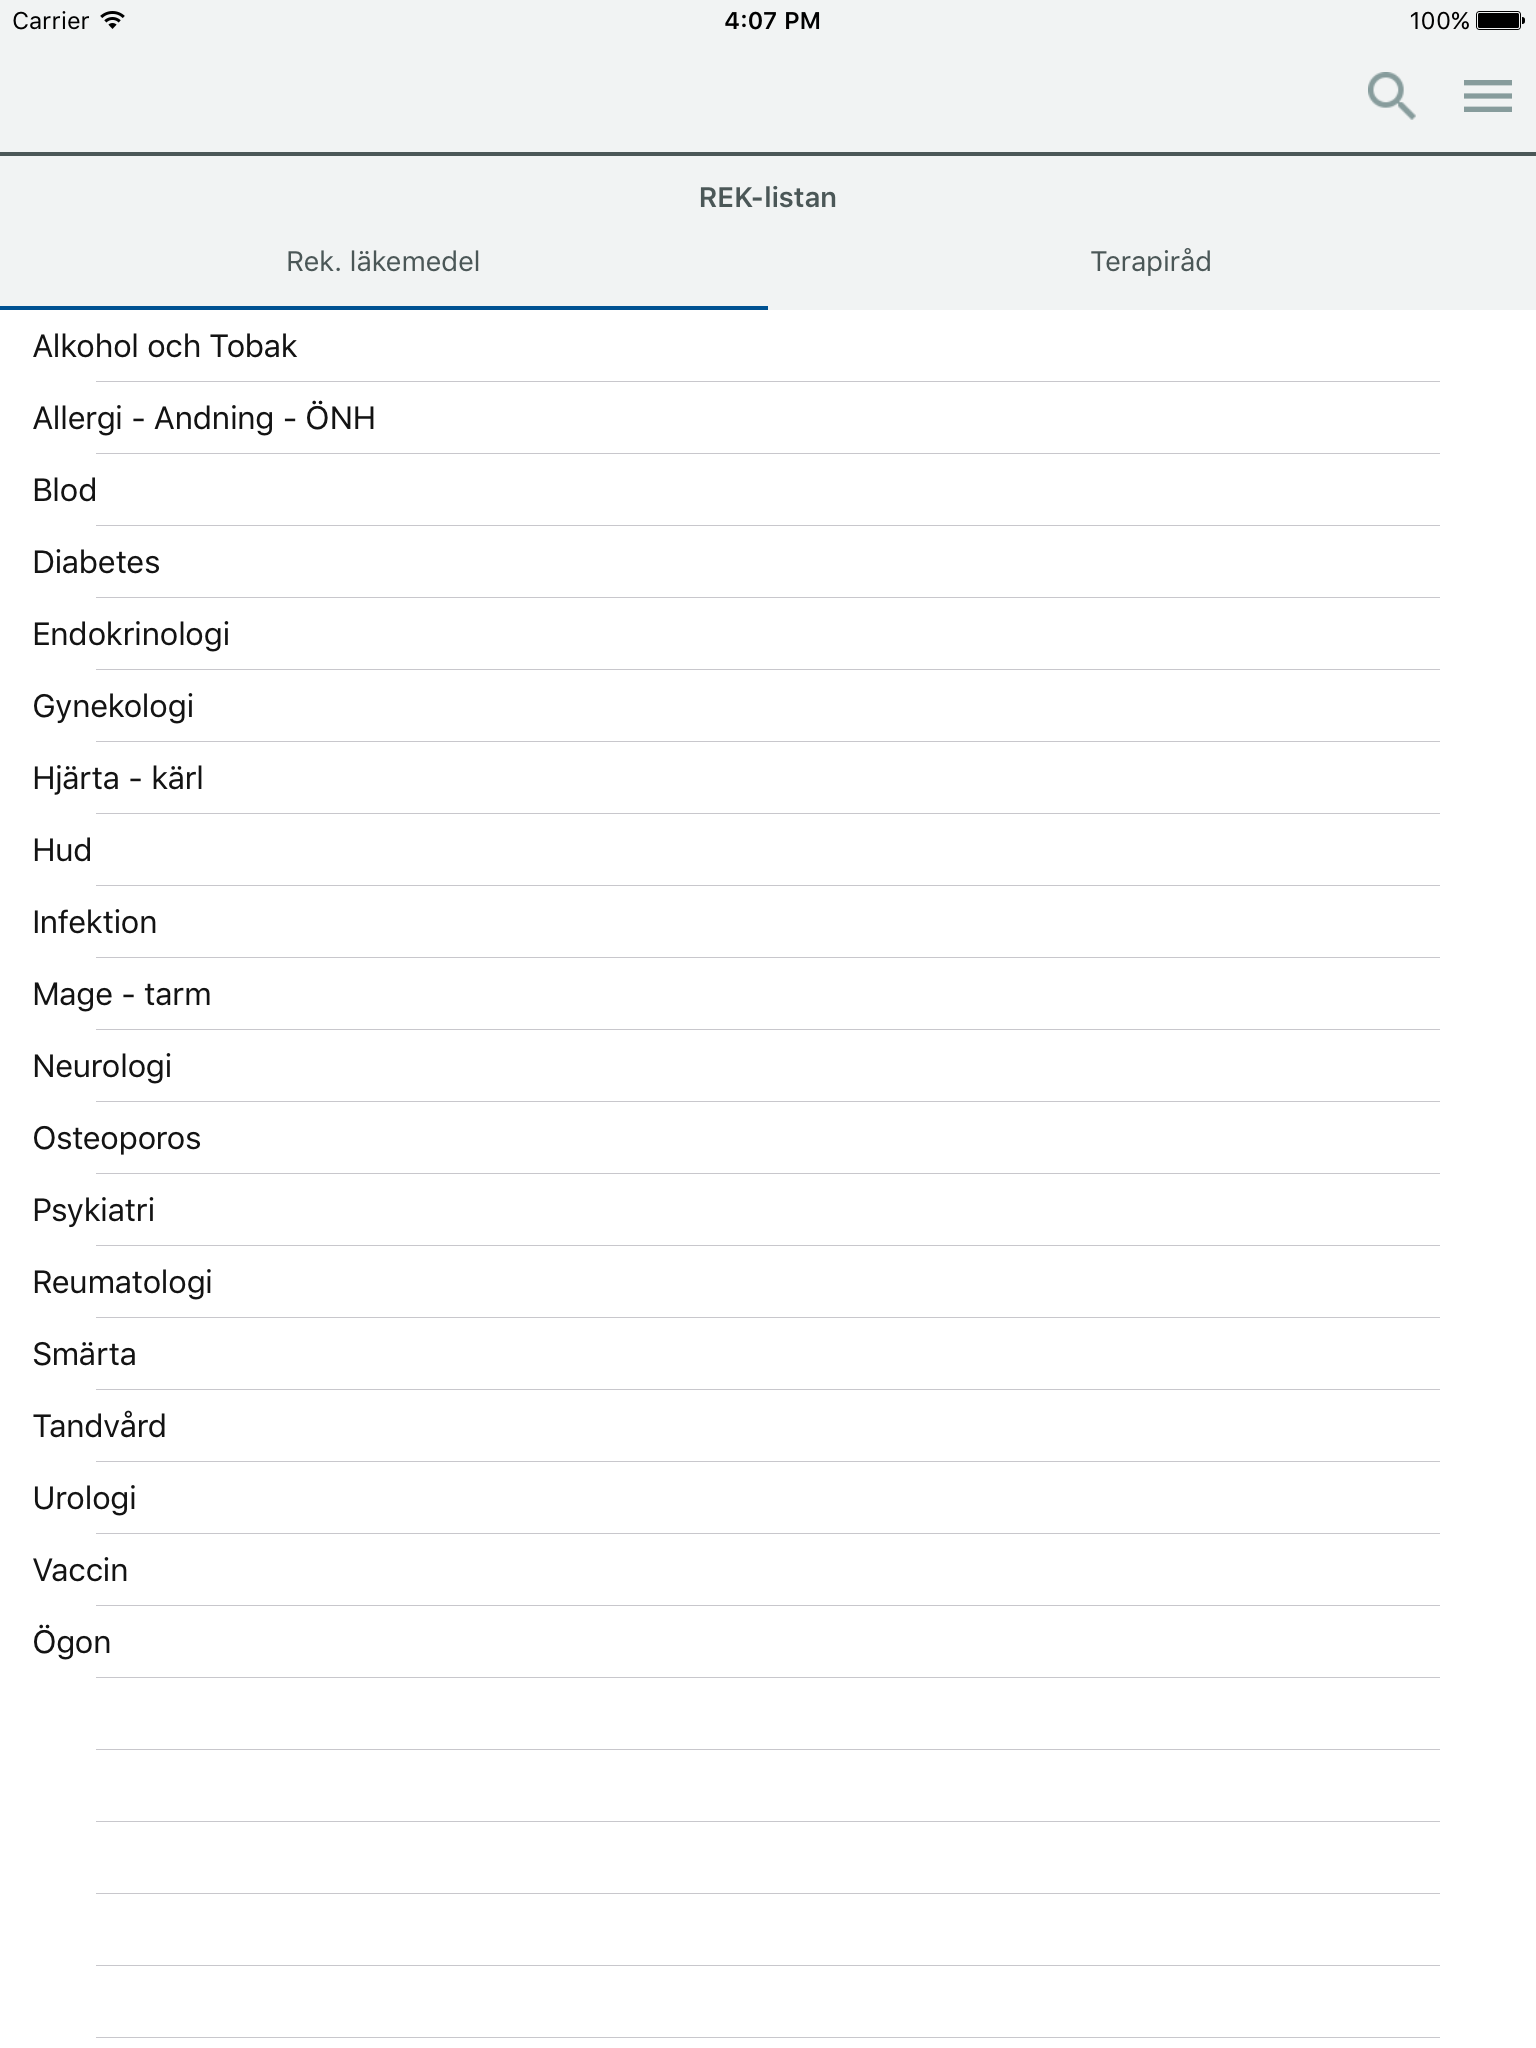 Carrier
4:07 PM
100%
REK-listan
Rek. läkemedel
Terapiråd
Alkohol och Tobak
Allergi - Andning - ÖNH
Blod
Diabetes
Endokrinologi
Gynekologi
Hjärta - kärl
Hud
Infektion
Mage - tarm
Neurologi
Osteoporos
Psykiatri
Reumatologi
Smärta
Tandvård
Urologi
Vaccin
Ögon